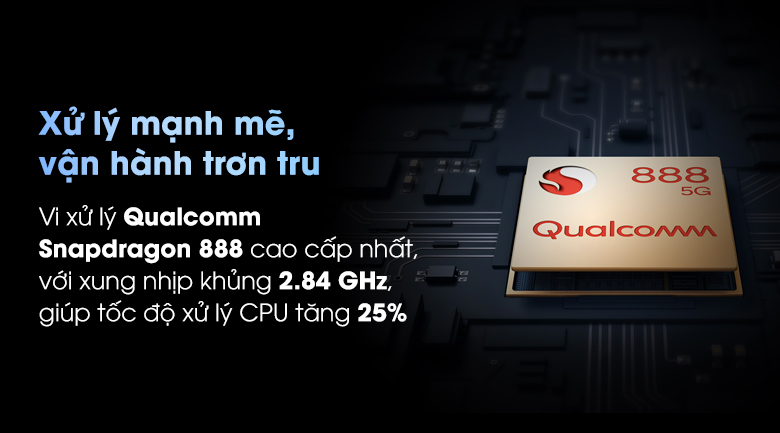 Xử lý mạnh mẽ,
vận hành trơn tru
Vi xử lý Qualcomm
Snapdragon 888 cao cấp nhất,
với xung nhịp khủng 2.84 GHz,
giúp tốc độ xử lý CPU tăng 25%
888
5G
Qualcomm